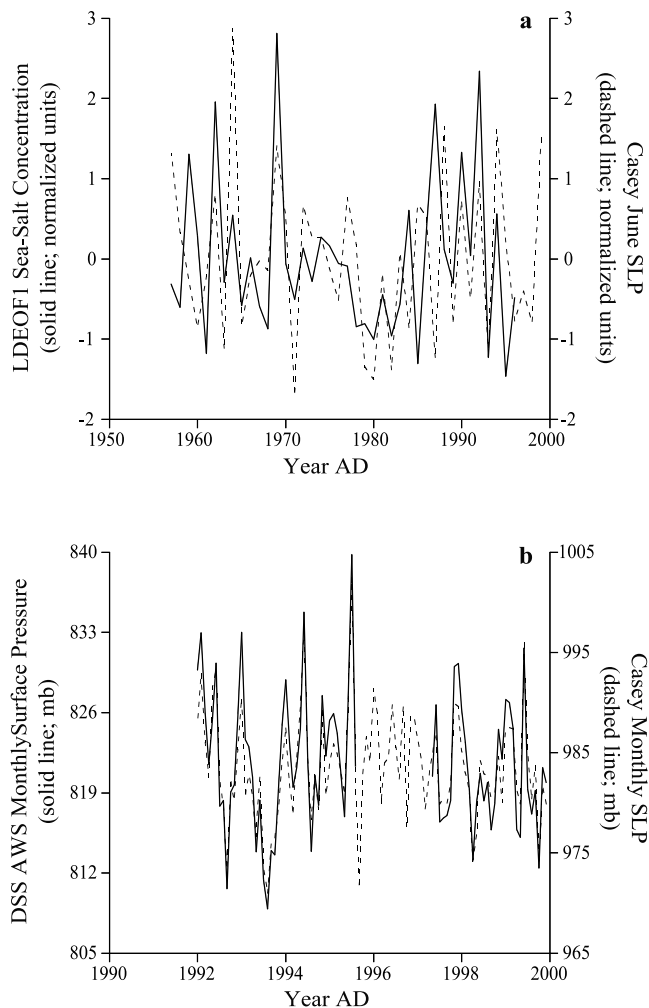 a
3
2
1
0
-1
-2
3
2
1
0
-1
-2
LDEOF1 Sea-Salt Concentration
(solid line; normalized units)
Casey June SLP
(dashed line; normalized units)
1950
1960
1970
1980
1990
2000
Year AD
b
840
833
826
819
812
805
1005
995
985
975
965
DSS AWS MonthlySurface Pressure
(solid line; mb)
Casey Monthly SLP
(dashed line; mb)
1990
1992
1994
1996
1998
2000
Year AD